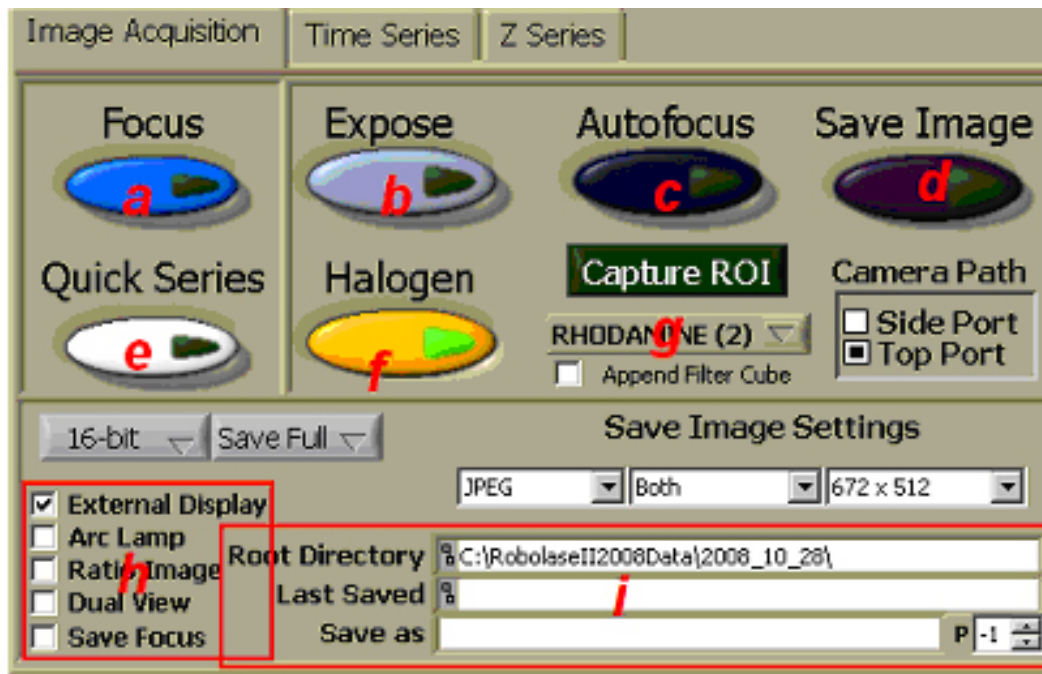 Image Acquisition Time Series Z Series
Focus Expose Autofocus Save Image
a b c d
Quick Series Halogen Capture ROI Camera Path
e f g
RHODAMINE (2)
Append Filter Cube
Side Port
Top Port
16-bit Save Full
Save Image Settings
JPEG Both 672 x 512
External Display
Arc Lamp
Ratio Image
Dual View
Save Focus
h
Root Directory C:\RobolaseII2008Data\2008_10_28\
Last Saved
i
Save as P -1